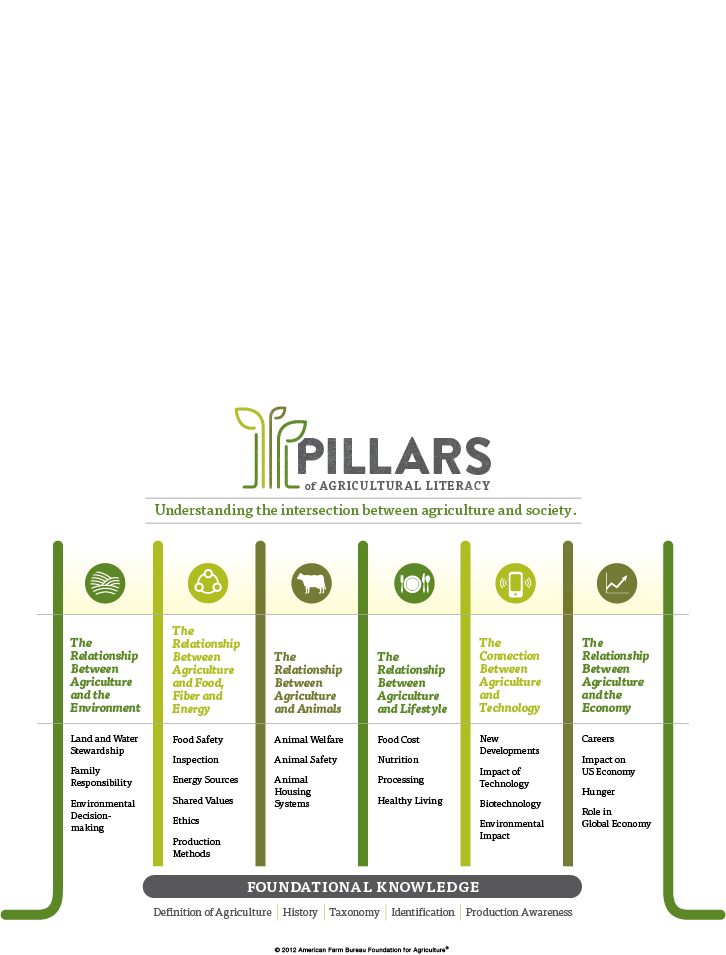 PILLARS
of AGRICULTURAL LITERACY
Understanding the intersection between agriculture and society.
The
Relationship
Between
Agriculture
and the
Environment
The
Relationship
Between
Agriculture
and Food,
Fiber and
Energy
The
Relationship
Between
Agriculture
and Animals
The
Relationship
Between
Agriculture
and Lifestyle
The
Connection
Between
Agriculture
and
Technology
The
Relationship
Between
Agriculture
and the
Economy
Land and Water
Stewardship
Family
Responsibility
Environmental
Decision-
making
Food Safety
Inspection
Energy Sources
Shared Values
Ethics
Production
Methods
Animal Welfare
Animal Safety
Animal
Housing
Systems
Food Cost
Nutrition
Processing
Healthy Living
New
Developments
Impact of
Technology
Biotechnology
Environmental
Impact
Careers
Impact on
US Economy
Hunger
Role in
Global Economy
FOUNDATIONAL KNOWLEDGE
Definition of Agriculture | History | Taxonomy | Identification | Production Awareness
© 2012 American Farm Bureau Foundation for Agriculture®